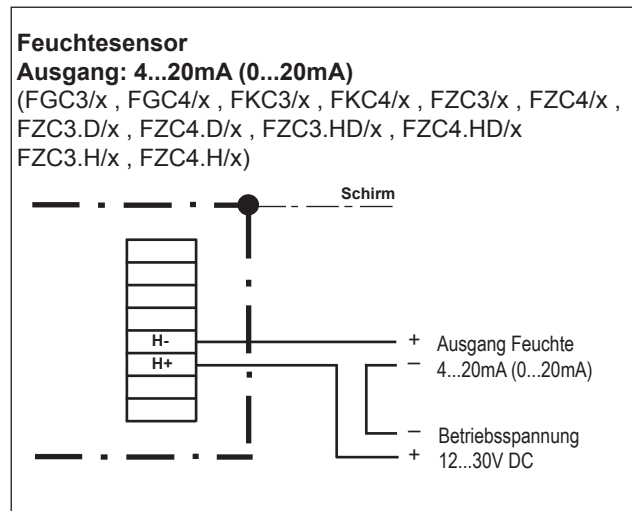 Feuchtesensor
Ausgang: 4...20mA (0...20mA)
(FGC3/x , FGC4/x , FKC3/x , FKC4/x , FZC3/x , FZC4/x ,
FZC3.D/x , FZC4.D/x , FZC3.HD/x , FZC4.HD/x
FZC3.H/x , FZC4.H/x)
Schirm
H-
H+
+ Ausgang Feuchte
– 4...20mA (0...20mA)
– Betriebsspannung
+ 12...30V DC